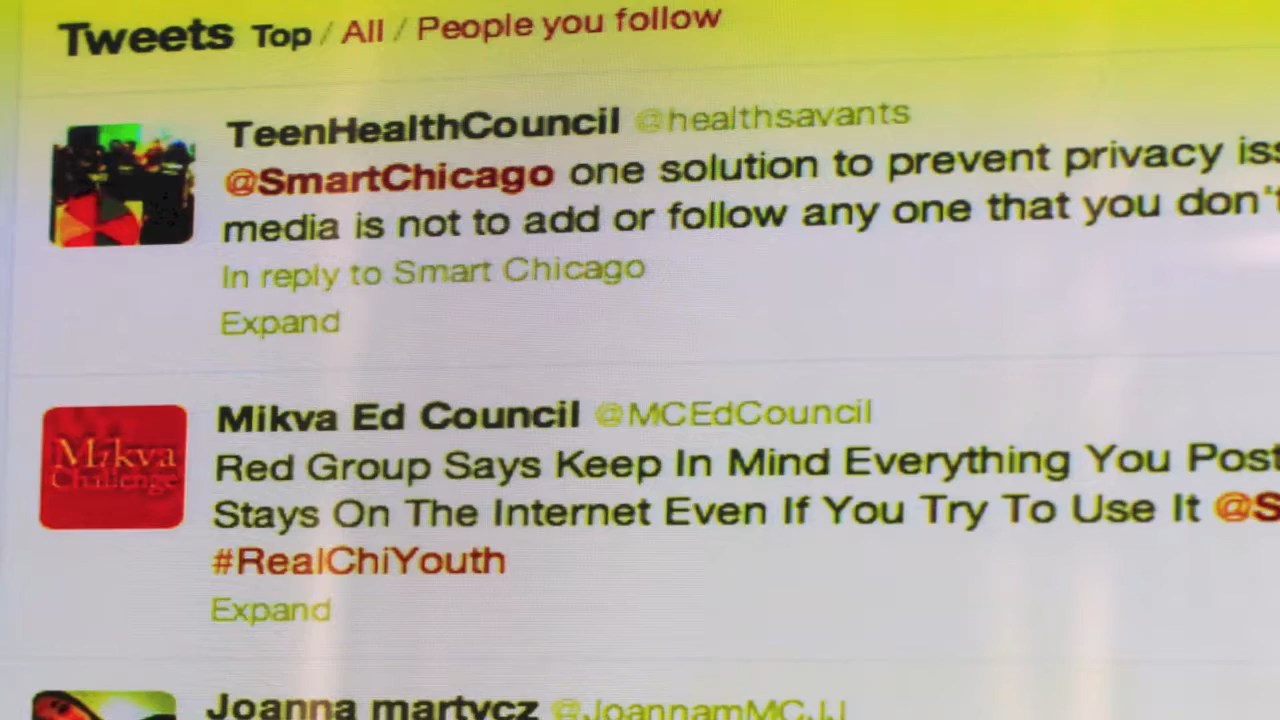 Tweets Top / All / People you follow
TeenHealthCouncil @healthsavants
@SmartChicago one solution to prevent privacy
media is not to add or follow any one that you don't
In reply to Smart Chicago
Expand
Mikva Ed Council @MCEdCouncil
Mikva
Challenge
Red Group Says Keep In Mind Everything You Post
Stays On The Internet Even If You Try To Use It
#RealChiYouth
Expand
Joanna martycz @JoannamMCJJ